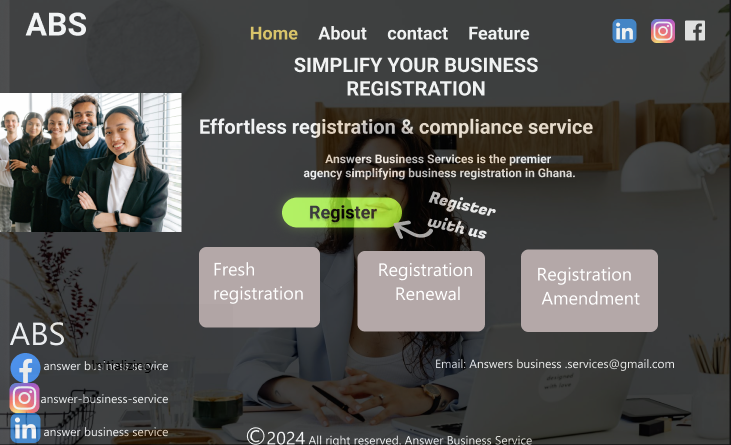 ABS
Home About contact Feature
SIMPLIFY YOUR BUSINESS
REGISTRATION
Effortless registration & compliance service
Answers Business Services is the premier
agency simplifying business registration in Ghana.
Register
Register
with us
Fresh
registration
Registration
Renewal
Registration
Amendment
ABS
answer business service
answer-business-service
answer business service
Email: Answers business .services@gmail.com
©2024 All right reserved. Answer Business Service